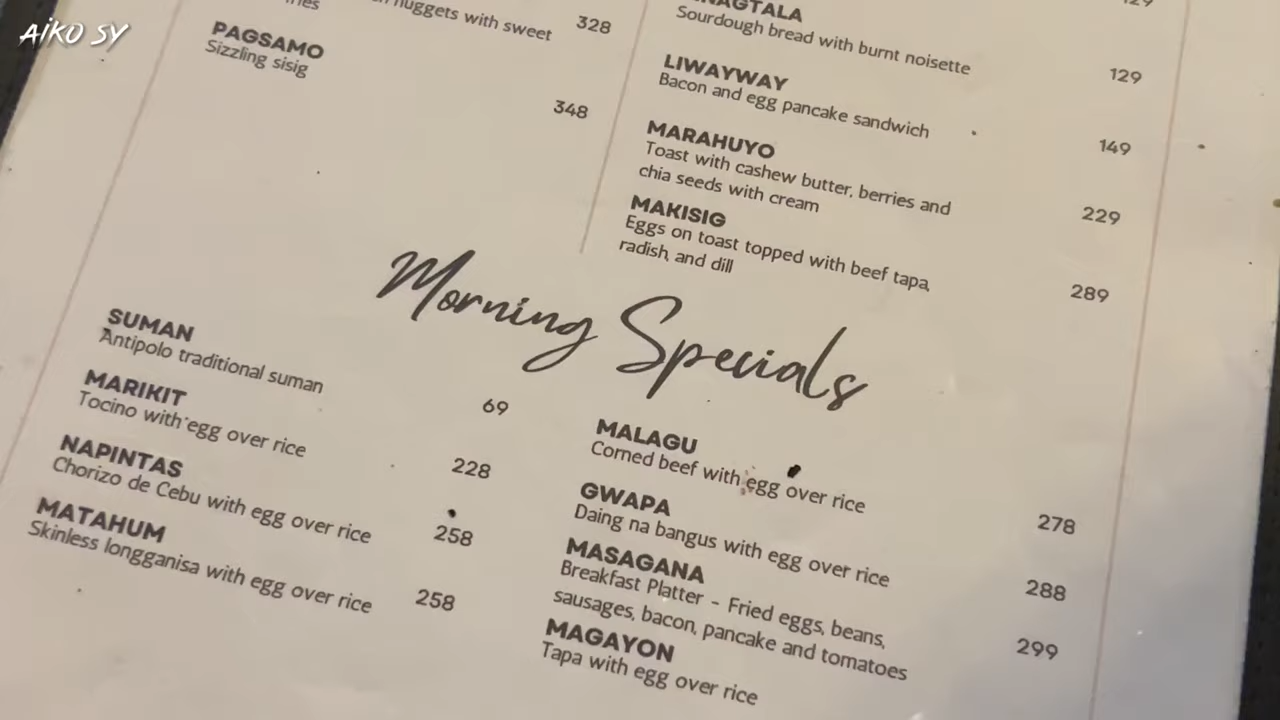 AiKO SY
nuggets with sweet
328
PAGSAMO
Sizzling sisig
348
129
Sourdough bread with burnt noisette
129
LIWAYWAY
Bacon and egg pancake sandwich
149
MARAHUYO
Toast with cashew butter, berries and
chia seeds with cream
229
MAKISIG
Eggs on toast topped with beef tapa,
radish, and dill
289
Morning Specials
SUMAN
Antipolo traditional suman
69
MARIKIT
Tocino with egg over rice
228
NAPINTAS
Chorizo de Cebu with egg over rice
258
MATAHUM
Skinless longganisa with egg over rice
258
MALAGU
Corned beef with egg over rice
278
GWAPA
Daing na bangus with egg over rice
288
MASAGANA
Breakfast Platter - Fried eggs, beans,
sausages, bacon, pancake and tomatoes
299
MAGAYON
Tapa with egg over rice